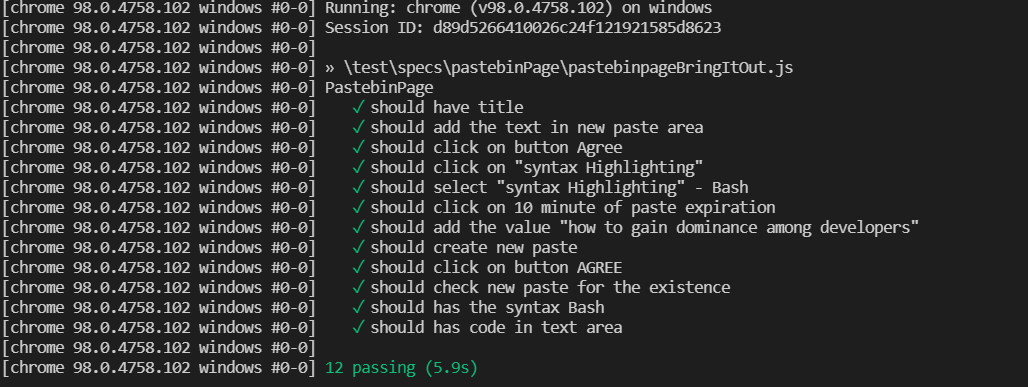 [chrome 98.0.4758.102 windows #0-0] Running: chrome (v98.0.4758.102) on windows
[chrome 98.0.4758.102 windows #0-0] Session ID: d89d5266410026c24f121921585d8623
[chrome 98.0.4758.102 windows #0-0]
[chrome 98.0.4758.102 windows #0-0] » \test\specs\pastebinPage\pastebinpageBringItOut.js
[chrome 98.0.4758.102 windows #0-0] PastebinPage
[chrome 98.0.4758.102 windows #0-0]    ✓ should have title
[chrome 98.0.4758.102 windows #0-0]    ✓ should add the text in new paste area
[chrome 98.0.4758.102 windows #0-0]    ✓ should click on button Agree
[chrome 98.0.4758.102 windows #0-0]    ✓ should click on "syntax Highlighting"
[chrome 98.0.4758.102 windows #0-0]    ✓ should select "syntax Highlighting" - Bash
[chrome 98.0.4758.102 windows #0-0]    ✓ should click on 10 minute of paste expiration
[chrome 98.0.4758.102 windows #0-0]    ✓ should add the value "how to gain dominance among developers"
[chrome 98.0.4758.102 windows #0-0]    ✓ should create new paste
[chrome 98.0.4758.102 windows #0-0]    ✓ should click on button AGREE
[chrome 98.0.4758.102 windows #0-0]    ✓ should check new paste for the existence
[chrome 98.0.4758.102 windows #0-0]    ✓ should has the syntax Bash
[chrome 98.0.4758.102 windows #0-0]    ✓ should has code in text area
[chrome 98.0.4758.102 windows #0-0]
[chrome 98.0.4758.102 windows #0-0] 12 passing (5.9s)